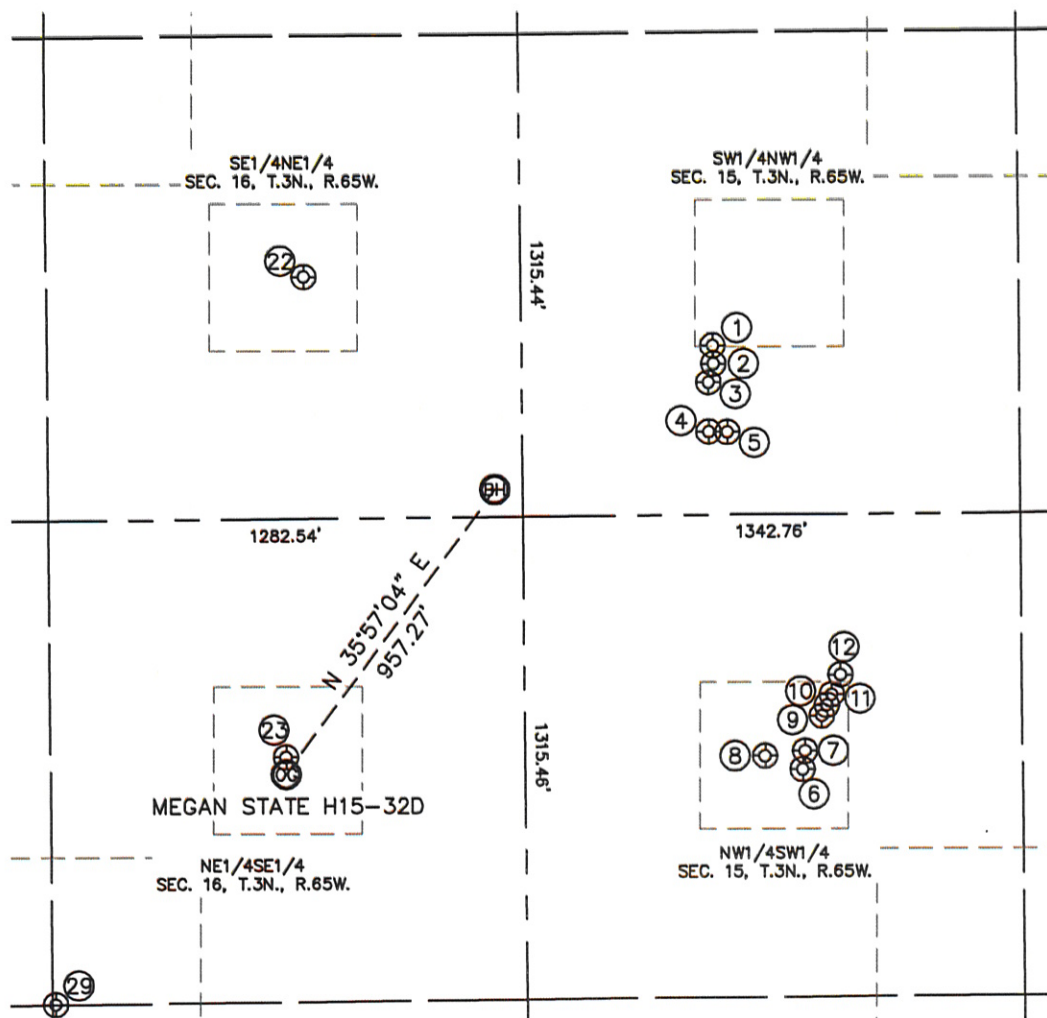 SE1/4NE1/4
SEC. 16, T.3N., R.65W.
SW1/4NW1/4
SEC. 15, T.3N., R.65W.
22
1315.44'
1
2
3
4
5
BH
1282.54'
1342.76'
N 35°57'04" E
957.27'
12
10
11
9
23
8
7
6
OG
1315.46'
MEGAN STATE H15-32D
NE1/4SE1/4
SEC. 16, T.3N., R.65W.
NW1/4SW1/4
SEC. 15, T.3N., R.65W.
29